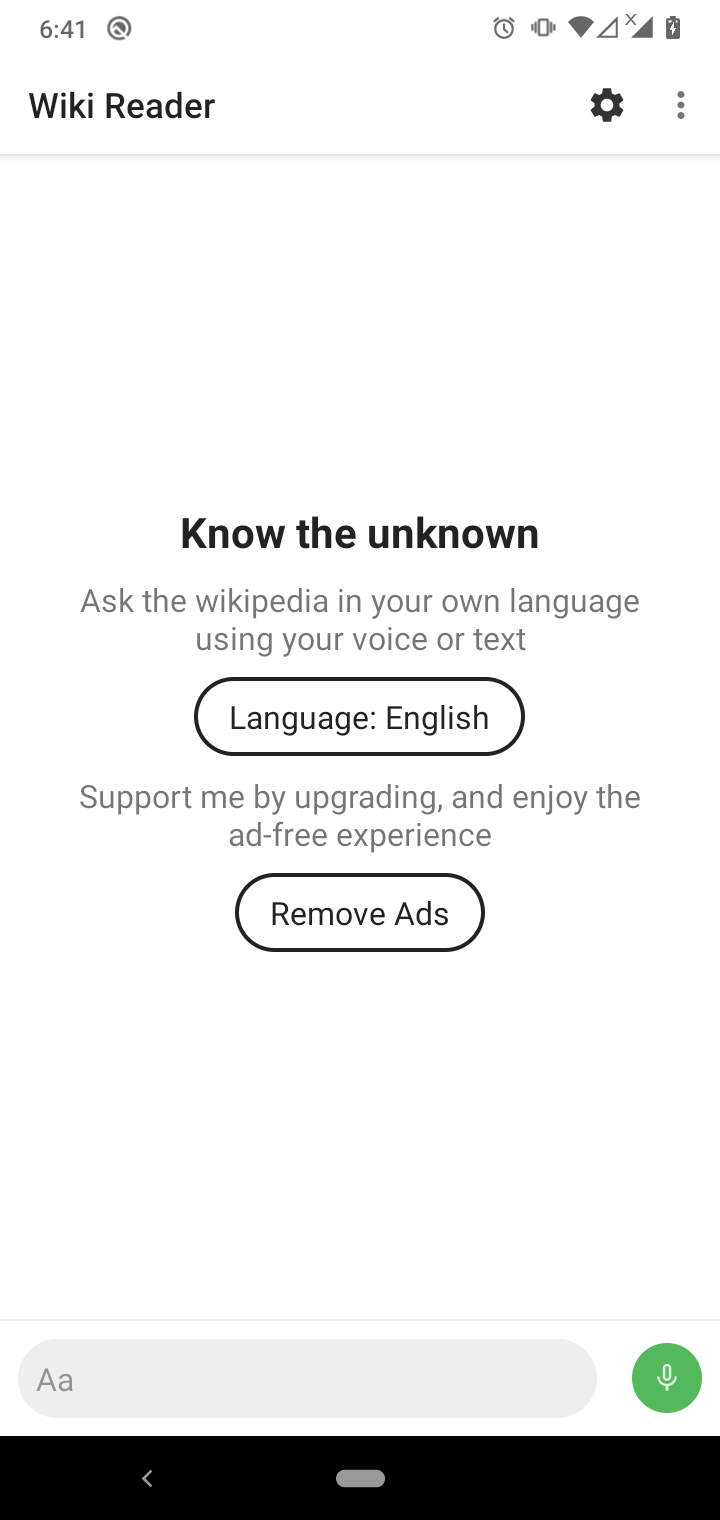 6:41
Wiki Reader
Know the unknown
Ask the wikipedia in your own language
using your voice or text
Language: English
Support me by upgrading, and enjoy the
ad-free experience
Remove Ads
Aa